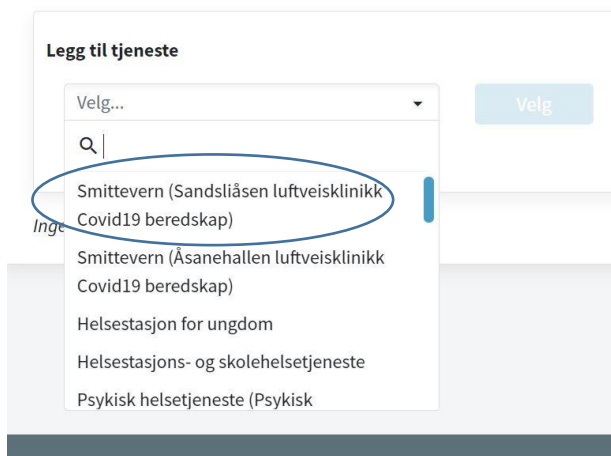 Legg til tjeneste
Velg...
Velg
Smittevern (Sandsliåsen luftveisklinikk
Covid19 beredskap)
Inge
Smittevern (Åsanehallen luftveisklinikk
Covid19 beredskap)
Helsestasjon for ungdom
Helsestasjons- og skolehelsetjeneste
Psykisk helsetjeneste (Psykisk